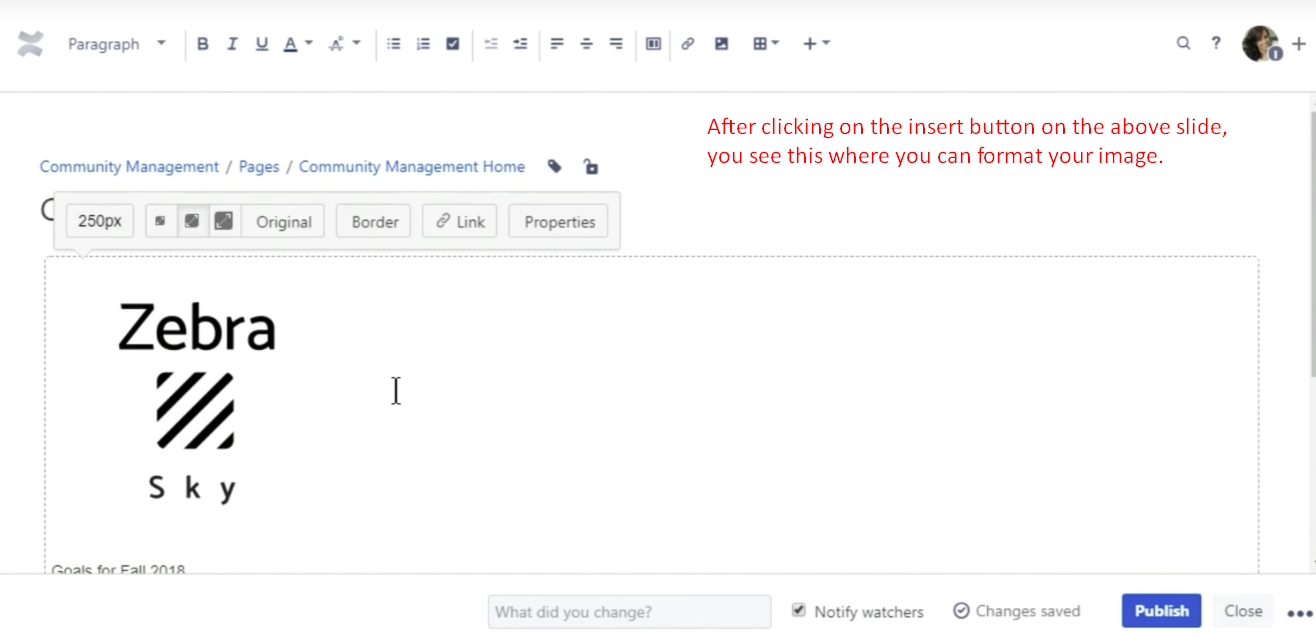 Paragraph B I U A
?
After clicking on the insert button on the above slide,
you see this where you can format your image.
Community Management / Pages / Community Management Home
250px Original Border Link Properties
Zebra
S k y
Goals for Fall 2018
What did you change? Notify watchers Changes saved Publish Close